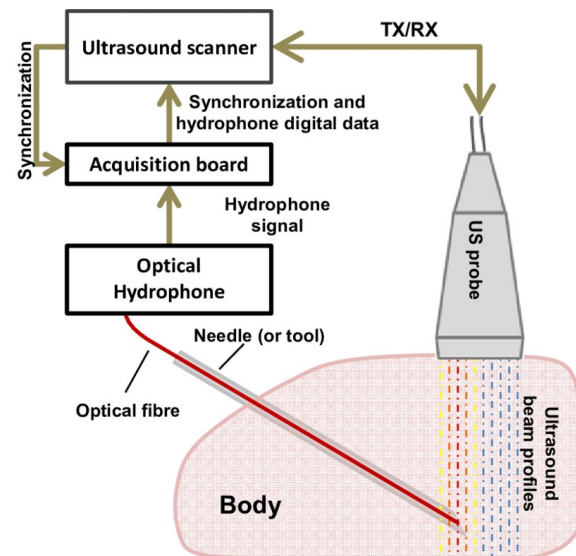 Ultrasound scanner
TX/RX
Synchronization
Synchronization and
hydrophone digital data
Acquisition board
Hydrophone
signal
Optical
Hydrophone
US probe
Needle (or tool)
Optical fibre
Ultrasound
beam profiles
Body